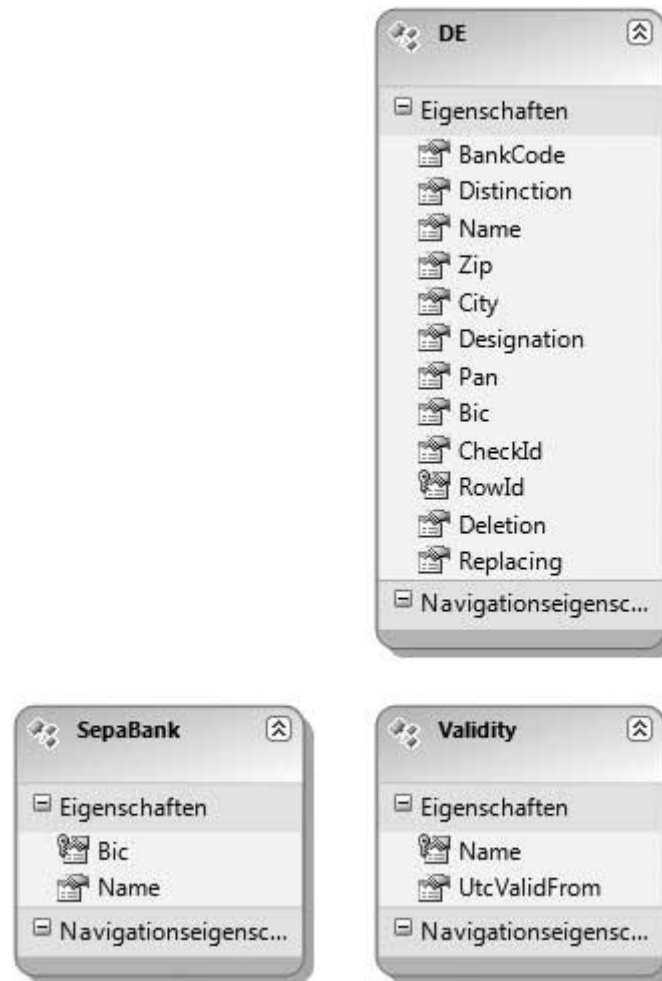 DE
Eigenschaften
BankCode
Distinction
Name
Zip
City
Designation
Pan
Bic
CheckId
RowId
Deletion
Replacing
Navigationseigensc...
SepaBank
Eigenschaften
Bic
Name
Navigationseigensc...
Validity
Eigenschaften
Name
UtcValidFrom
Navigationseigensc...